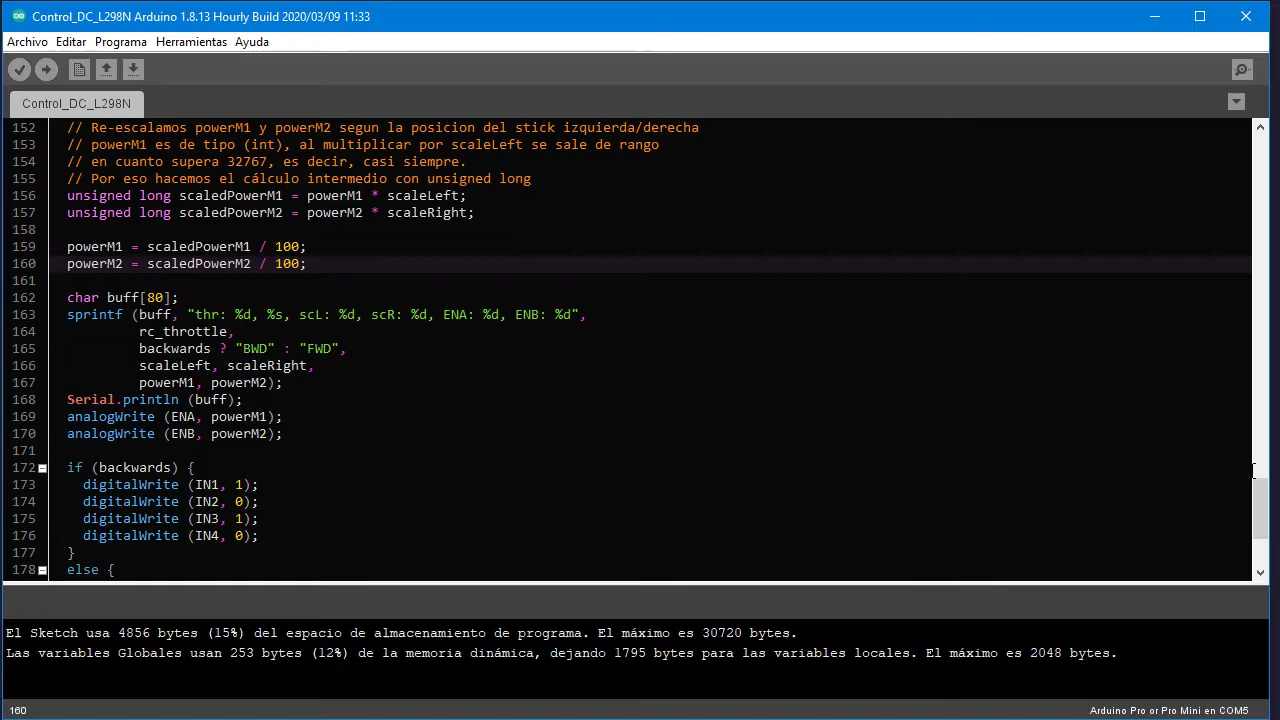 Control_DC_L298N Arduino 1.8.13 Hourly Build 2020/03/09 11:33
Archivo Editar Programa Herramientas Ayuda
Control_DC_L298N
152 // Re-escalamos powerM1 y powerM2 segun la posicion del stick izquierda/derecha
153 // powerM1 es de tipo (int), al multiplicar por scaleLeft se sale de rango
154 // en cuanto supera 32767, es decir, casi siempre.
155 // Por eso hacemos el cálculo intermedio con unsigned long
156 unsigned long scaledPowerM1 = powerM1 * scaleLeft;
157 unsigned long scaledPowerM2 = powerM2 * scaleRight;
158
159 powerM1 = scaledPowerM1 / 100;
160 powerM2 = scaledPowerM2 / 100;
161
162 char buff[80];
163 sprintf (buff, "thr: %d, %s, scL: %d, scR: %d, ENA: %d, ENB: %d",
164 rc_throttle,
165 backwards ? "BWD" : "FWD",
166 scaleLeft, scaleRight,
167 powerM1, powerM2);
168 Serial.println (buff);
169 analogWrite (ENA, powerM1);
170 analogWrite (ENB, powerM2);
171
172 if (backwards) {
173 digitalWrite (IN1, 1);
174 digitalWrite (IN2, 0);
175 digitalWrite (IN3, 1);
176 digitalWrite (IN4, 0);
177 }
178 else {
El Sketch usa 4856 bytes (15%) del espacio de almacenamiento de programa. El máximo es 30720 bytes.
Las variables Globales usan 253 bytes (12%) de la memoria dinámica, dejando 1795 bytes para las variables locales. El máximo es 2048 bytes.
160 Arduino Pro or Pro Mini en COM5